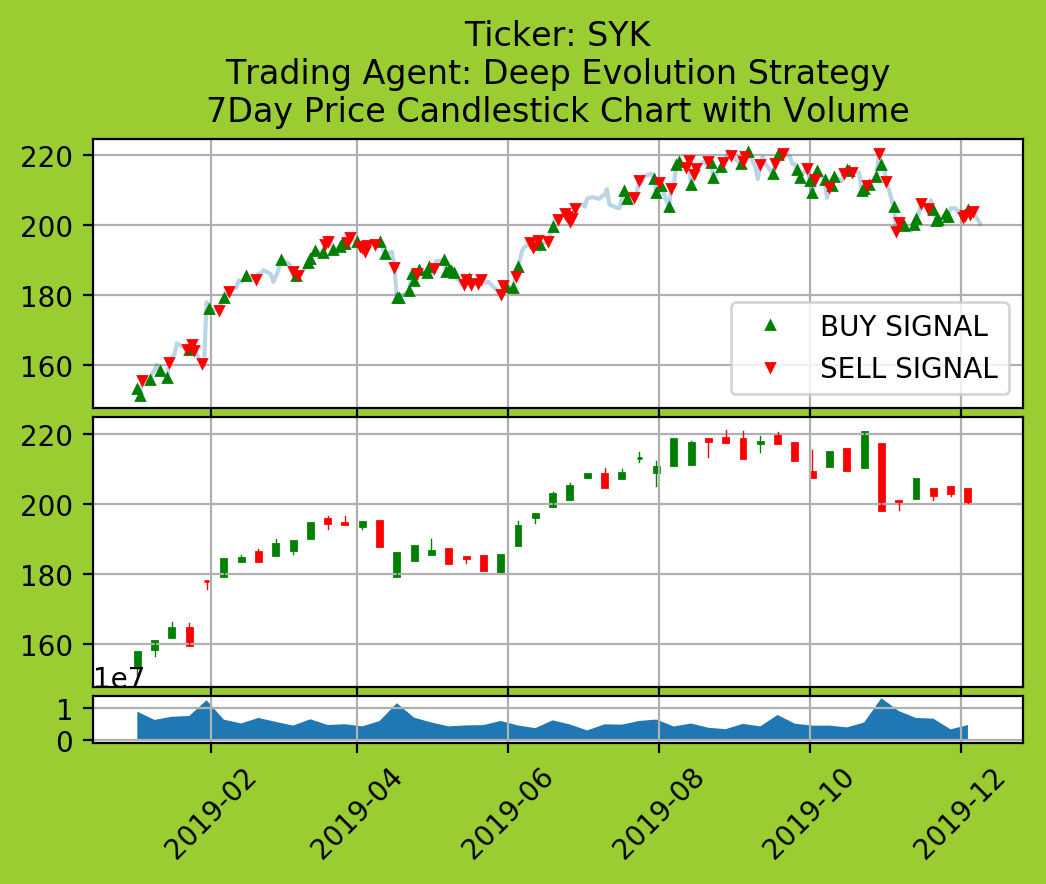 Ticker: SYK
Trading Agent: Deep Evolution Strategy
7Day Price Candlestick Chart with Volume
220
200
180
160
BUY SIGNAL
SELL SIGNAL
220
200
180
160
1e7
1
0
2019-02
2019-04
2019-06
2019-08
2019-10
2019-12